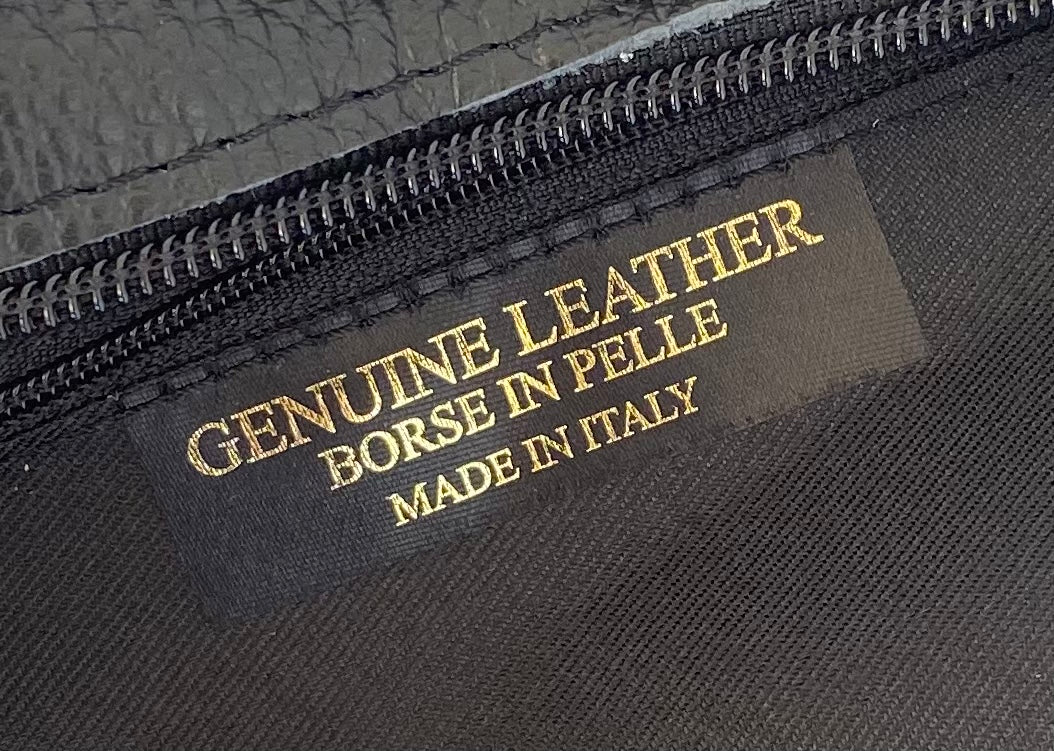 GENUINE LEATHER
BORSE IN PELLE
MADE IN ITALY